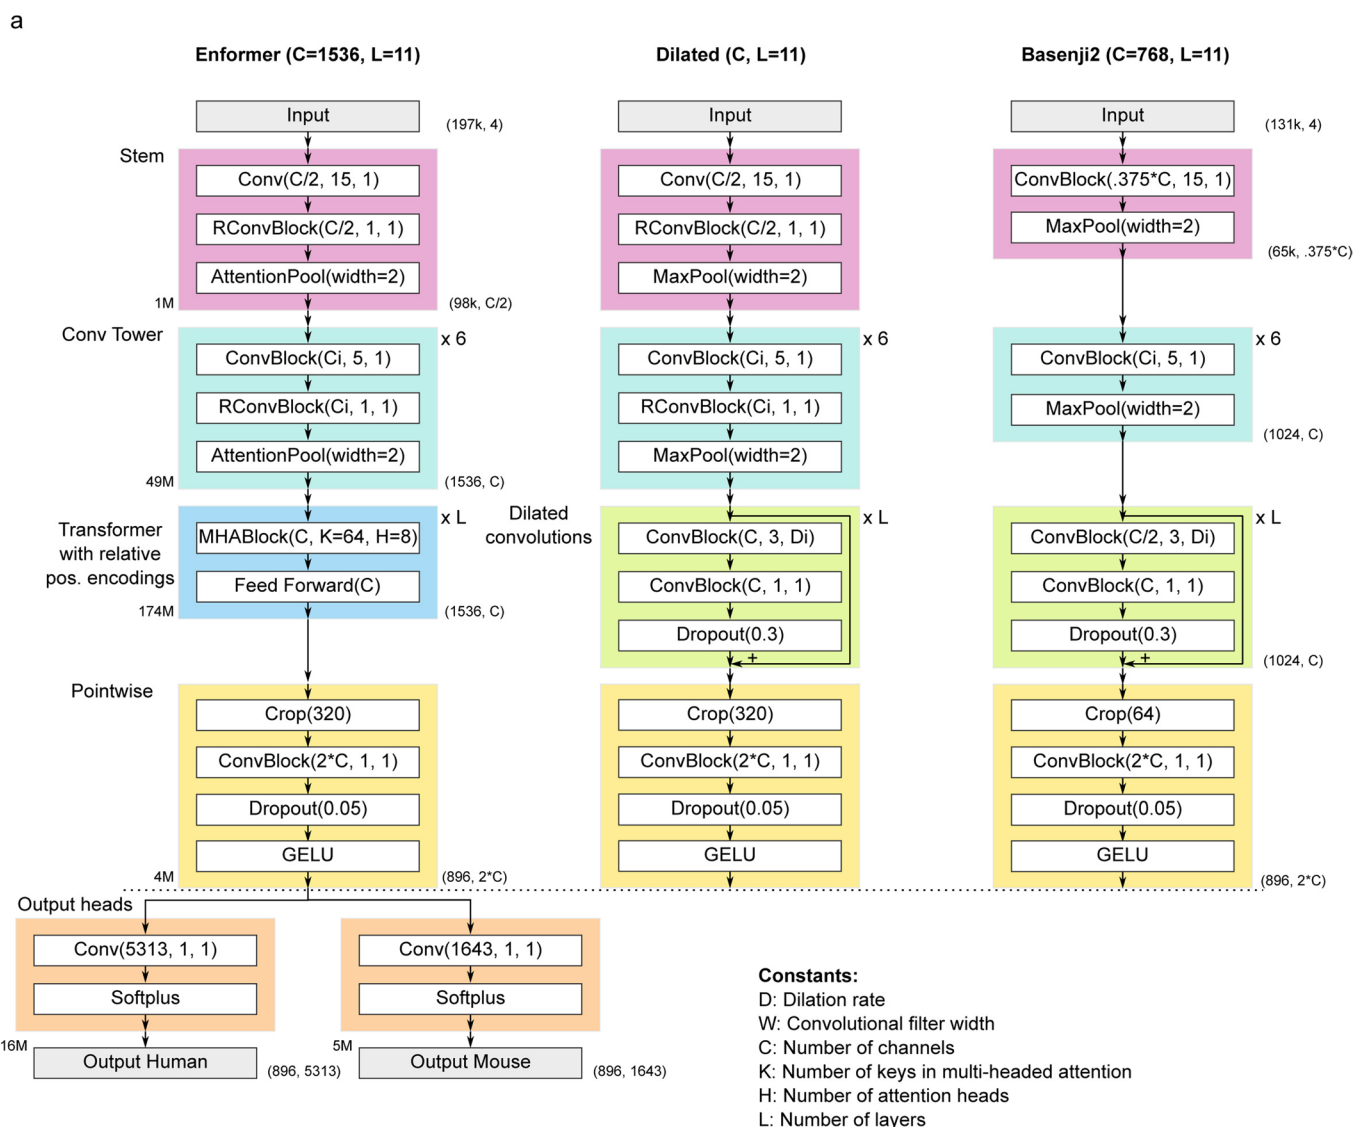 a
Enformer (C=1536, L=11)
Dilated (C, L=11)
Basenji2 (C=768, L=11)
Input
(197k, 4)
Stem
Conv(C/2, 15, 1)
RConvBlock(C/2, 1, 1)
AttentionPool(width=2)
1M
(98k, C/2)
Conv Tower
x 6
ConvBlock(Ci, 5, 1)
RConvBlock(Ci, 1, 1)
AttentionPool(width=2)
49M
(1536, C)
Transformer
with relative
pos. encodings
x L
MHABlock(C, K=64, H=8)
Feed Forward(C)
174M
(1536, C)
Pointwise
Crop(320)
ConvBlock(2*C, 1, 1)
Dropout(0.05)
GELU
4M
(896, 2*C)
Input
Conv(C/2, 15, 1)
RConvBlock(C/2, 1, 1)
MaxPool(width=2)
x 6
ConvBlock(Ci, 5, 1)
RConvBlock(Ci, 1, 1)
MaxPool(width=2)
Dilated
convolutions
x L
ConvBlock(C, 3, Di)
ConvBlock(C, 1, 1)
Dropout(0.3)
+
Crop(320)
ConvBlock(2*C, 1, 1)
Dropout(0.05)
GELU
Input
(131k, 4)
ConvBlock(.375*C, 15, 1)
MaxPool(width=2)
(65k, .375*C)
x 6
ConvBlock(Ci, 5, 1)
MaxPool(width=2)
(1024, C)
x L
ConvBlock(C/2, 3, Di)
ConvBlock(C, 1, 1)
Dropout(0.3)
+
(1024, C)
Crop(64)
ConvBlock(2*C, 1, 1)
Dropout(0.05)
GELU
(896, 2*C)
Output heads
Conv(5313, 1, 1)
Softplus
16M
Output Human
(896, 5313)
Conv(1643, 1, 1)
Softplus
5M
Output Mouse
(896, 1643)
Constants:
D: Dilation rate
W: Convolutional filter width
C: Number of channels
K: Number of keys in multi-headed attention
H: Number of attention heads
L: Number of layers